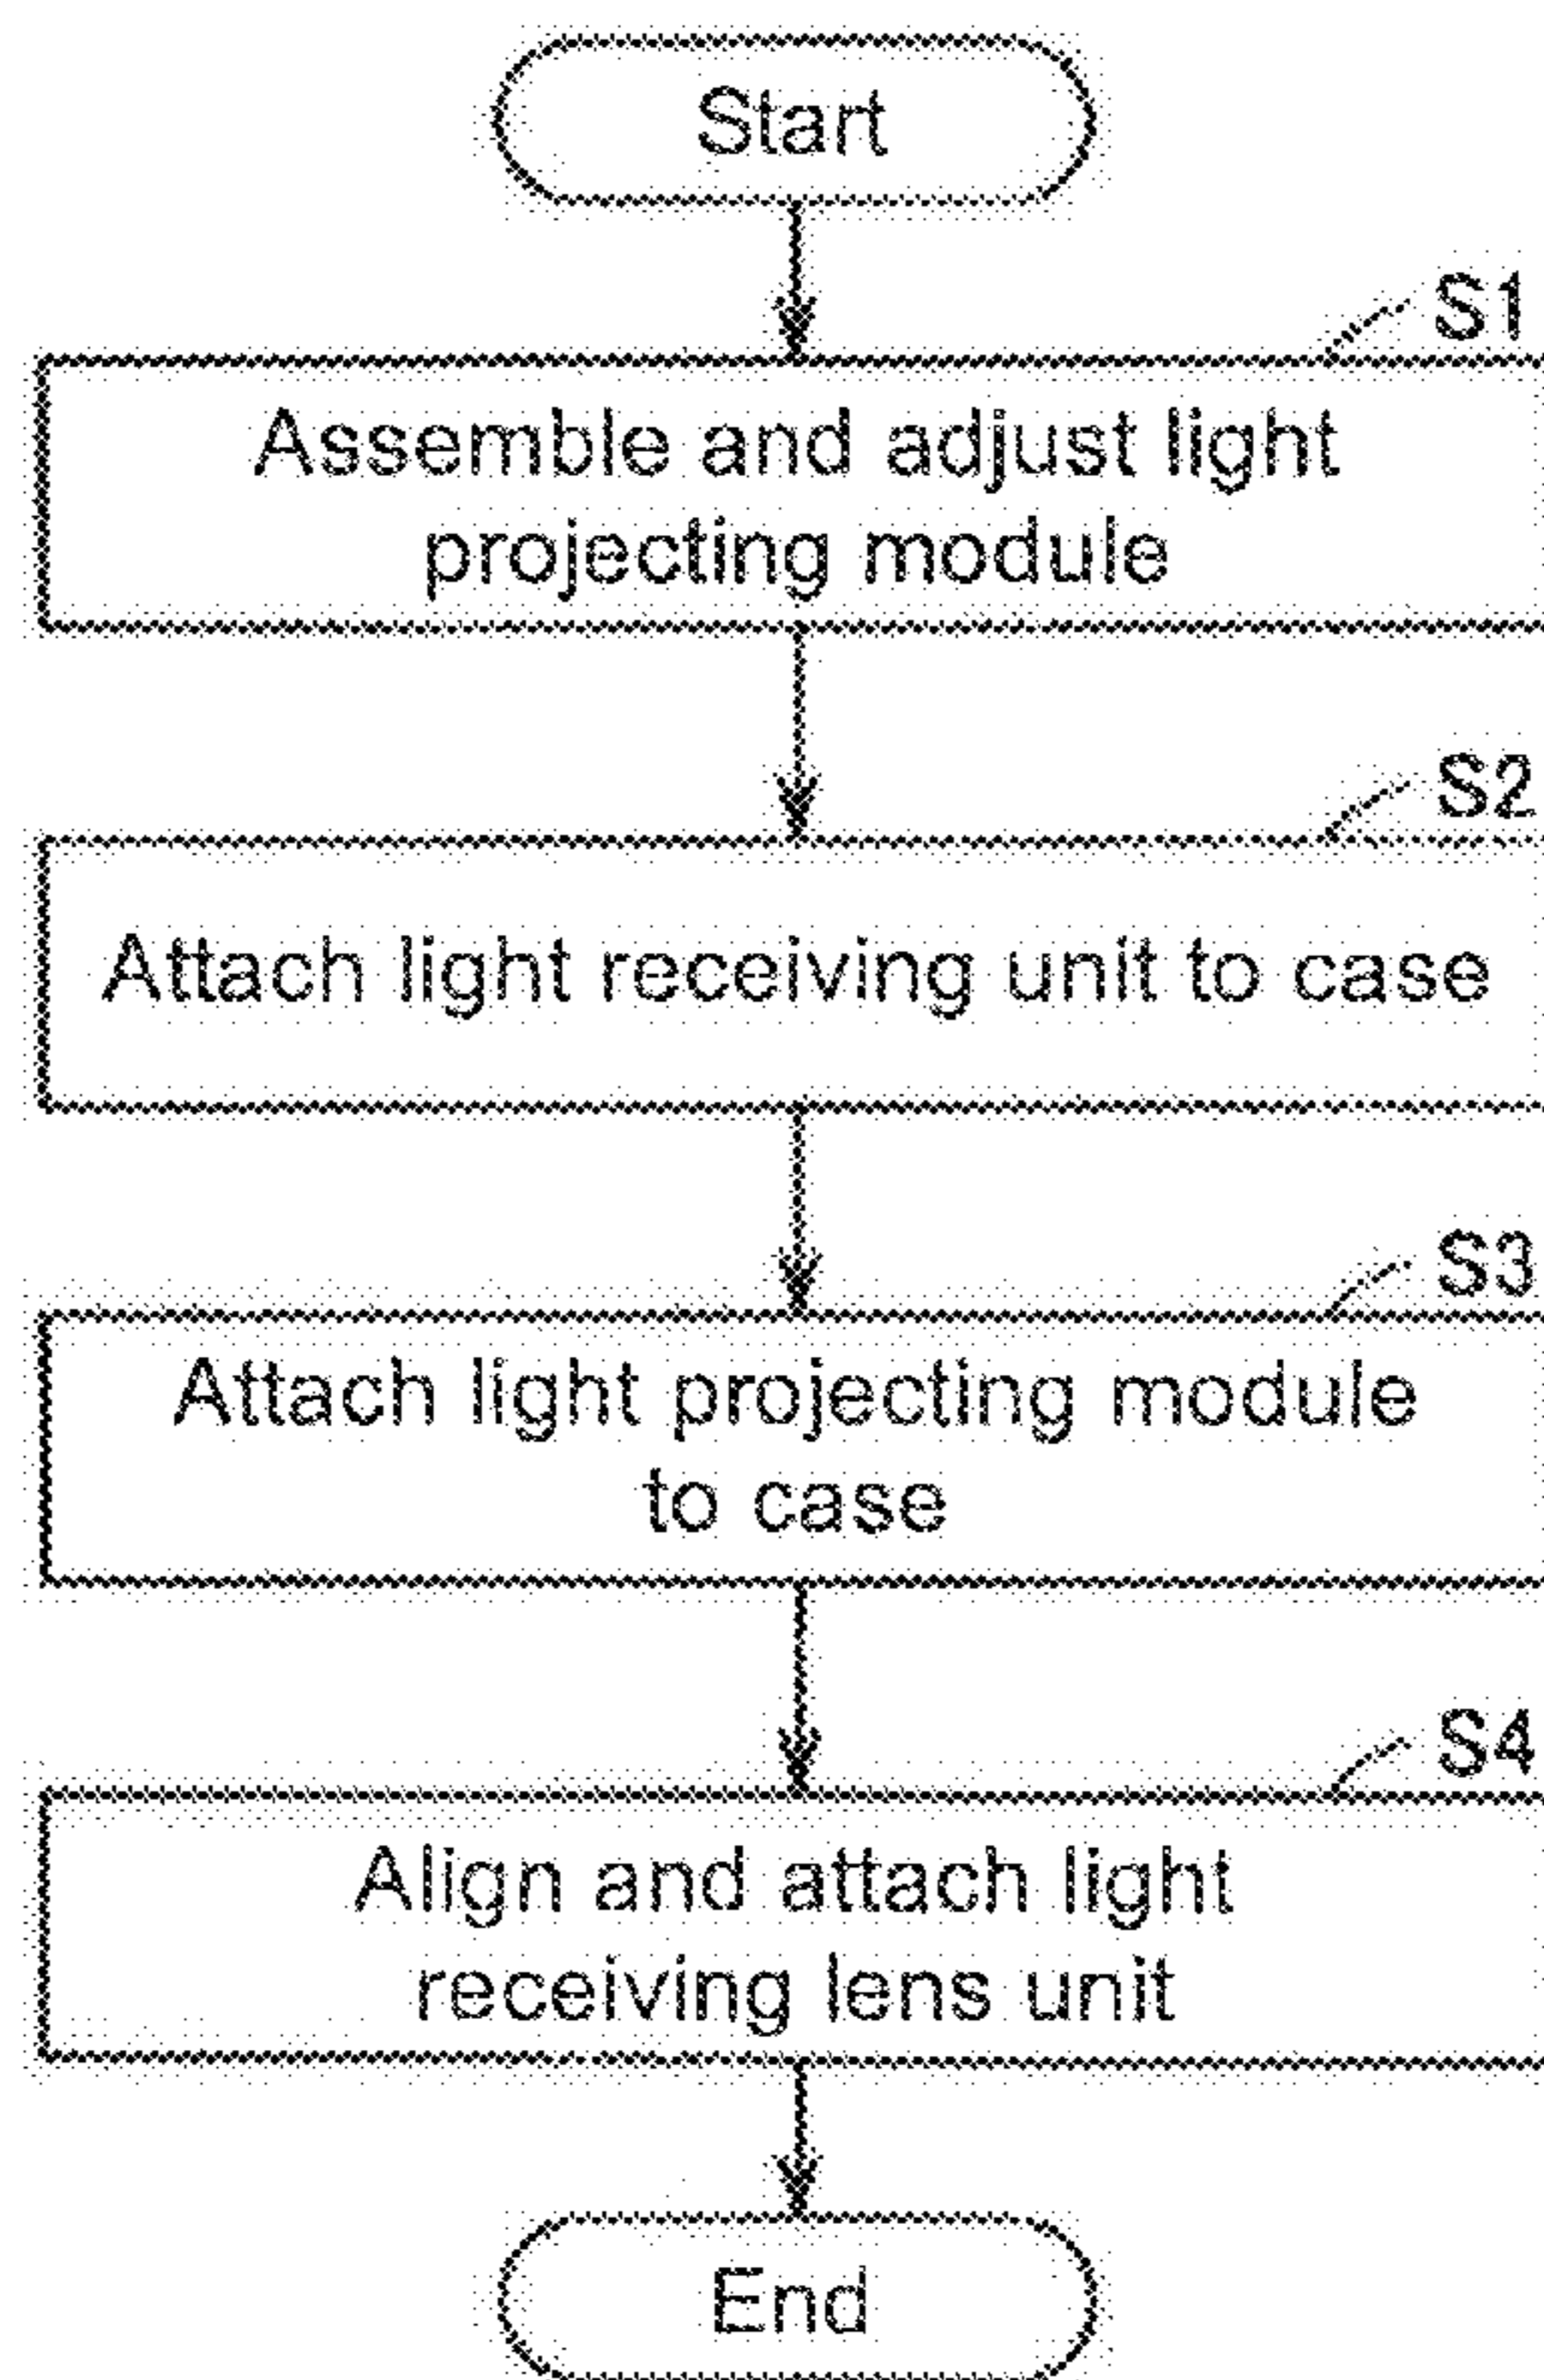 Start
S1
Assemble and adjust light
projecting module
S2
Attach light receiving unit to case
S3
Attach light projecting module
to case
S4
Align and attach light
receiving lens unit
End